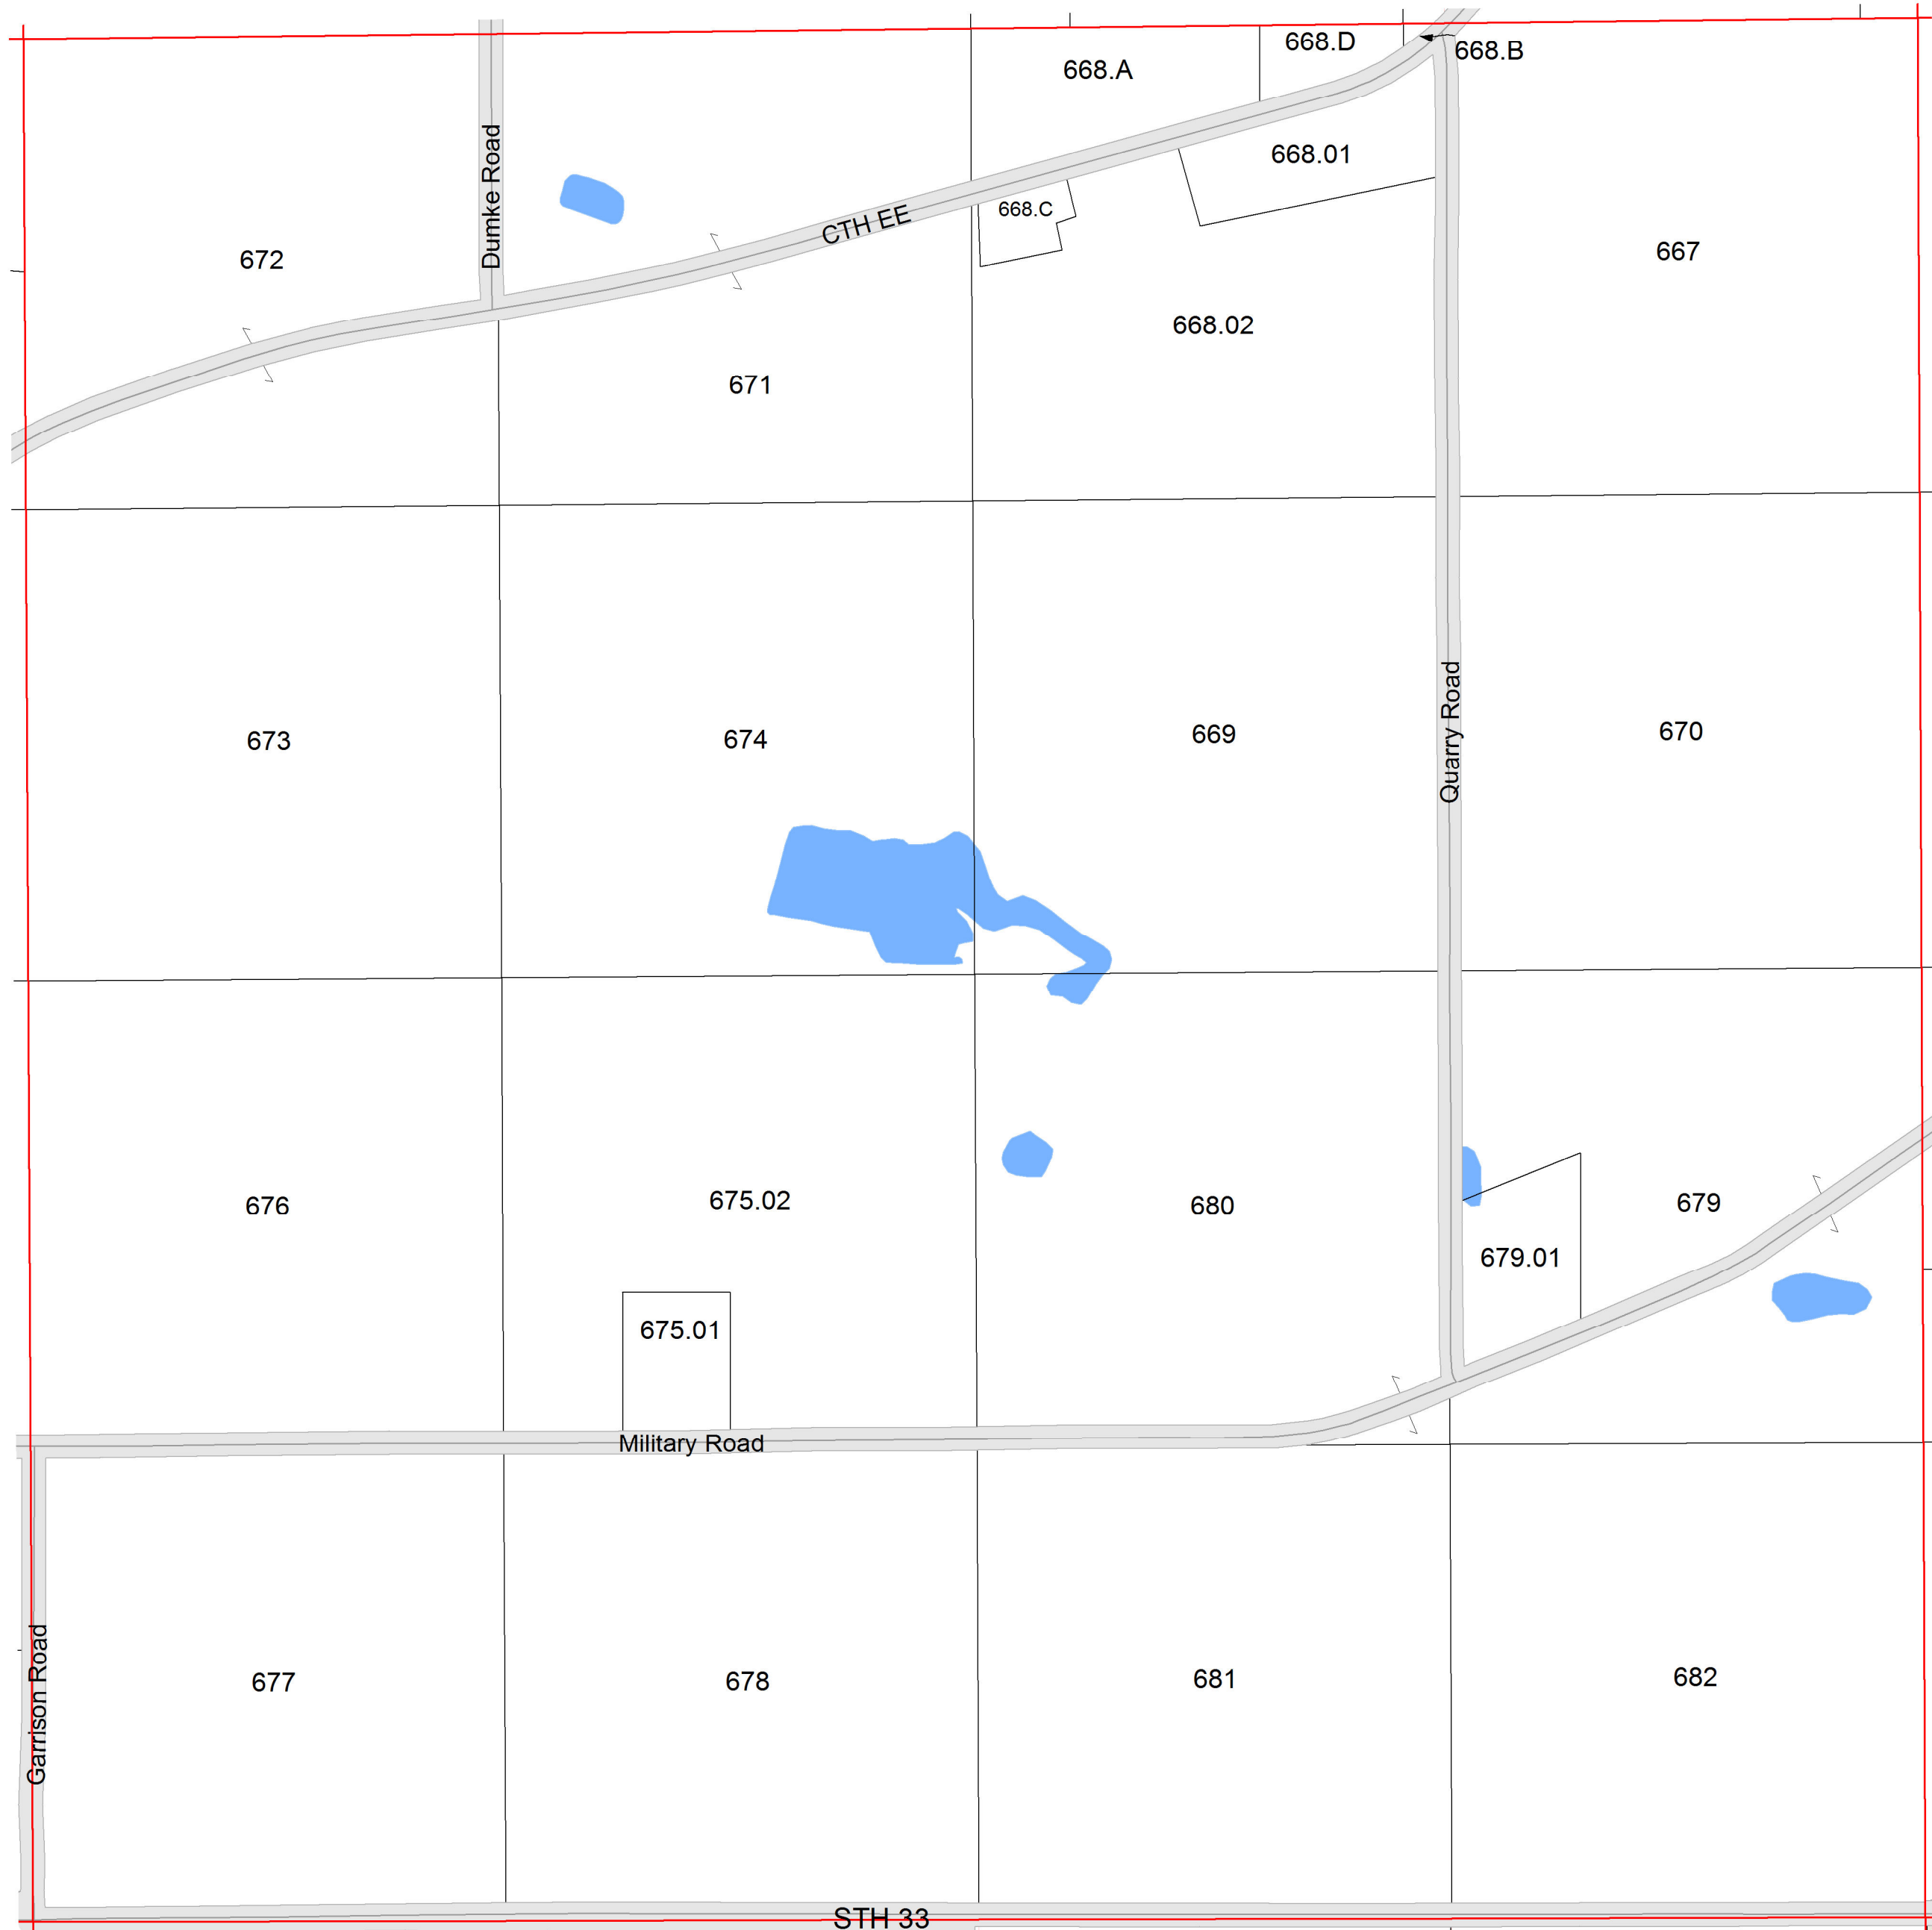 668.D
668.B
668.A
Dumke Road
668.01
668.C
CTH EE
672
667
668.02
671
Quarry Road
673
674
669
670
676
675.02
680
679
679.01
675.01
Military Road
Garrison Road
677
678
681
682
STH 33